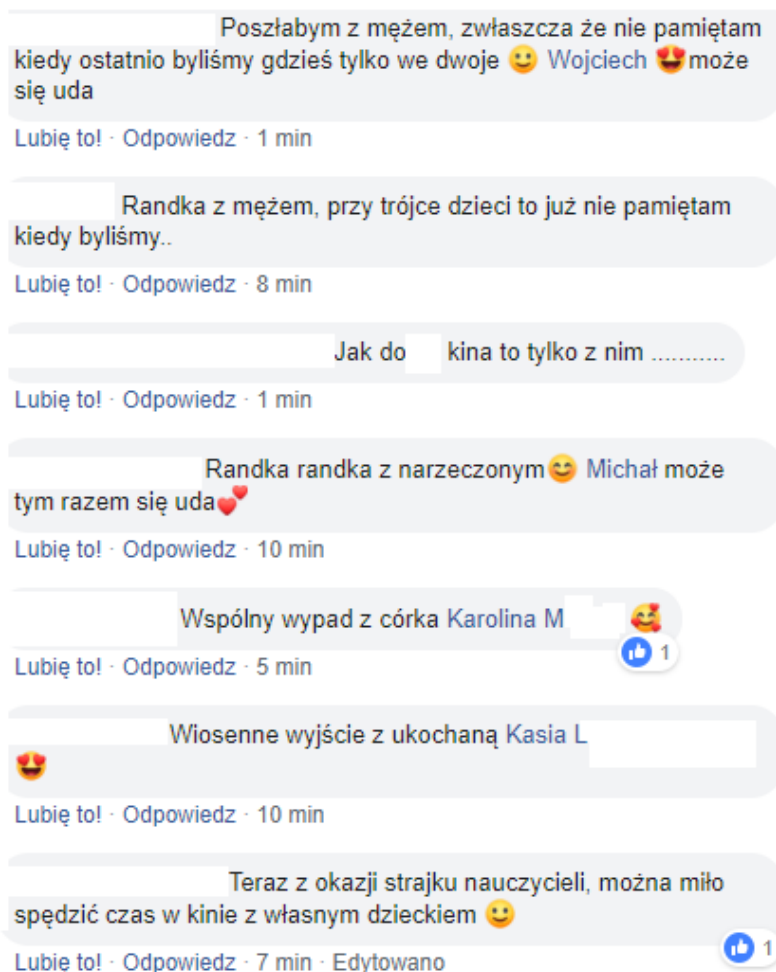 Poszłabym z mężem, zwłaszcza że nie pamiętam
kiedy ostatnio byliśmy gdzieś tylko we dwoje 🙂 Wojciech 😍może
się uda
Lubię to! · Odpowiedz · 1 min
Randka z mężem, przy trójce dzieci to już nie pamiętam
kiedy byliśmy..
Lubię to! · Odpowiedz · 8 min
Jak do kina to tylko z nim ...........
Lubię to! · Odpowiedz · 1 min
Randka randka z narzeczonym😊 Michał może
tym razem się uda💕
Lubię to! · Odpowiedz · 10 min
Wspólny wypad z córka Karolina M 🥰
1
Lubię to! · Odpowiedz · 5 min
Wiosenne wyjście z ukochaną Kasia L
😍
Lubię to! · Odpowiedz · 10 min
Teraz z okazji strajku nauczycieli, można miło
spędzić czas w kinie z własnym dzieckiem 🙂
1
Lubię to! · Odpowiedz · 7 min · Edytowano